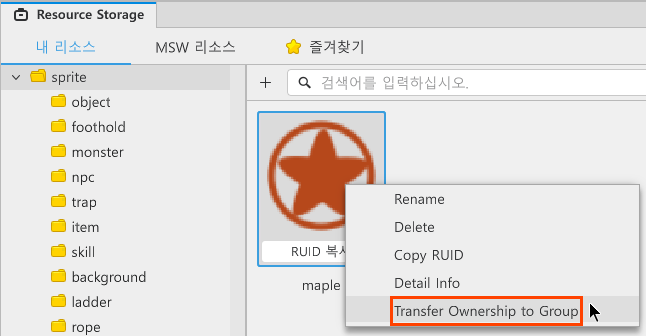 Resource Storage
내 리소스
MSW 리소스
즐겨찾기
sprite
object
foothold
monster
npc
trap
item
skill
background
ladder
rope
검색어를 입력하십시오.
RUID
maple
Rename
Delete
Copy RUID
Detail Info
Transfer Ownership to Group